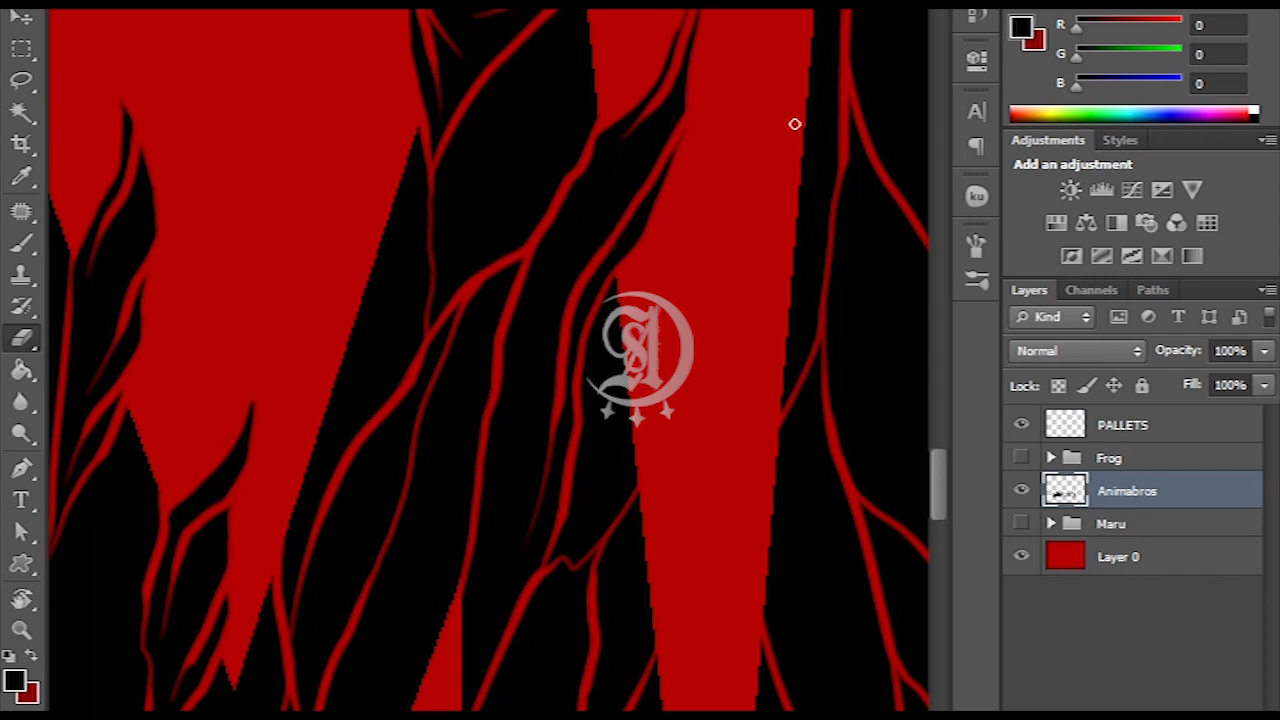 R 0
G 0
B 0
Adjustments Styles
Add an adjustment
Layers Channels Paths
Kind
Normal Opacity: 100%
Lock: Fill: 100%
PALLETS
Frog
Animabros
Maru
Layer 0
A|
ku
T